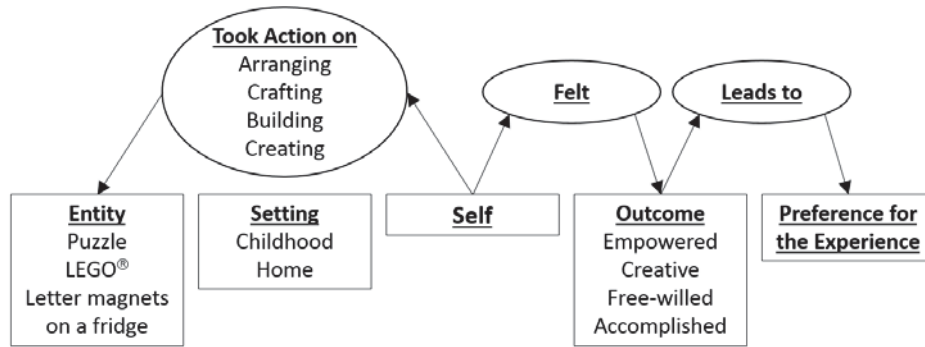 Took Action on
Arranging
Crafting
Building
Creating
Felt
Leads to
Entity
Puzzle
LEGO®
Letter magnets
on a fridge
Setting
Childhood
Home
Self
Outcome
Empowered
Creative
Free-willed
Accomplished
Preference for
the Experience